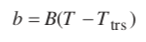 b = B(T − T_trs)